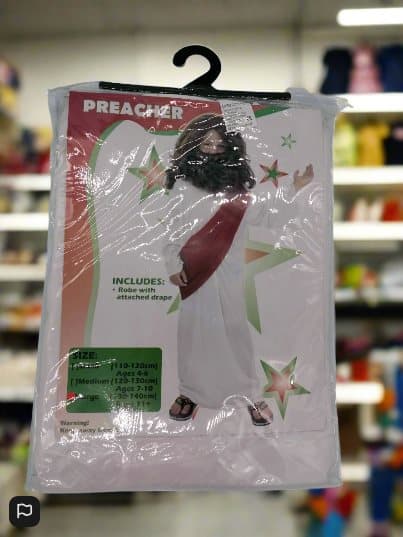 PREACHER
INCLUDES:
• Robe with
attached drape
SIZE:
[110-120cm]
Ages 4-6
[ ]Medium (120-130cm)
Ages 7-10
Warning!